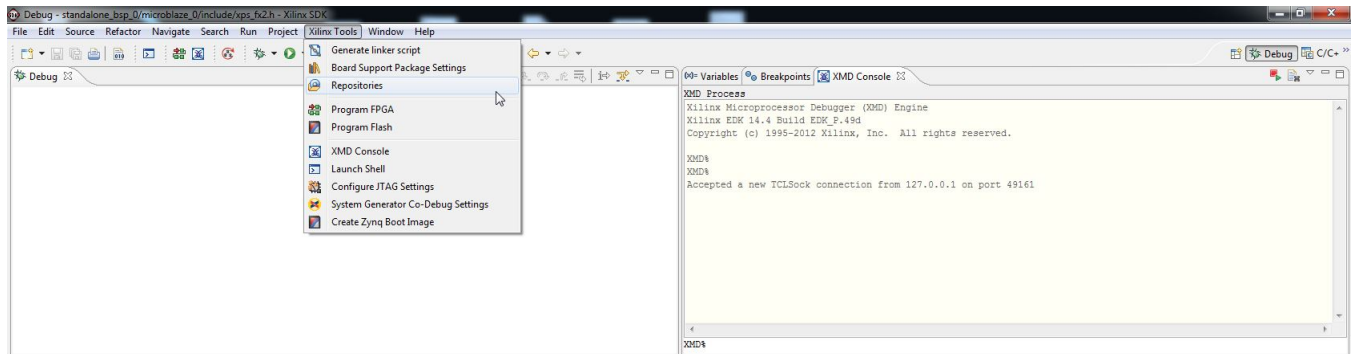 Debug - standalone_bsp_0/microblaze_0/include/xps_fx2.h - Xilinx SDK
File Edit Source Refactor Navigate Search Run Project Xilinx Tools Window Help
Debug C/C+ »
Generate linker script
Board Support Package Settings
Repositories
Program FPGA
Program Flash
XMD Console
Launch Shell
Configure JTAG Settings
System Generator Co-Debug Settings
Create Zynq Boot Image
Debug
Variables Breakpoints XMD Console
XMD Process
Xilinx Microprocessor Debugger (XMD) Engine
Xilinx EDK 14.4 Build EDK_P.49d
Copyright (c) 1995-2012 Xilinx, Inc. All rights reserved.
XMD%
XMD%
Accepted a new TCLSock connection from 127.0.0.1 on port 49161
XMD%